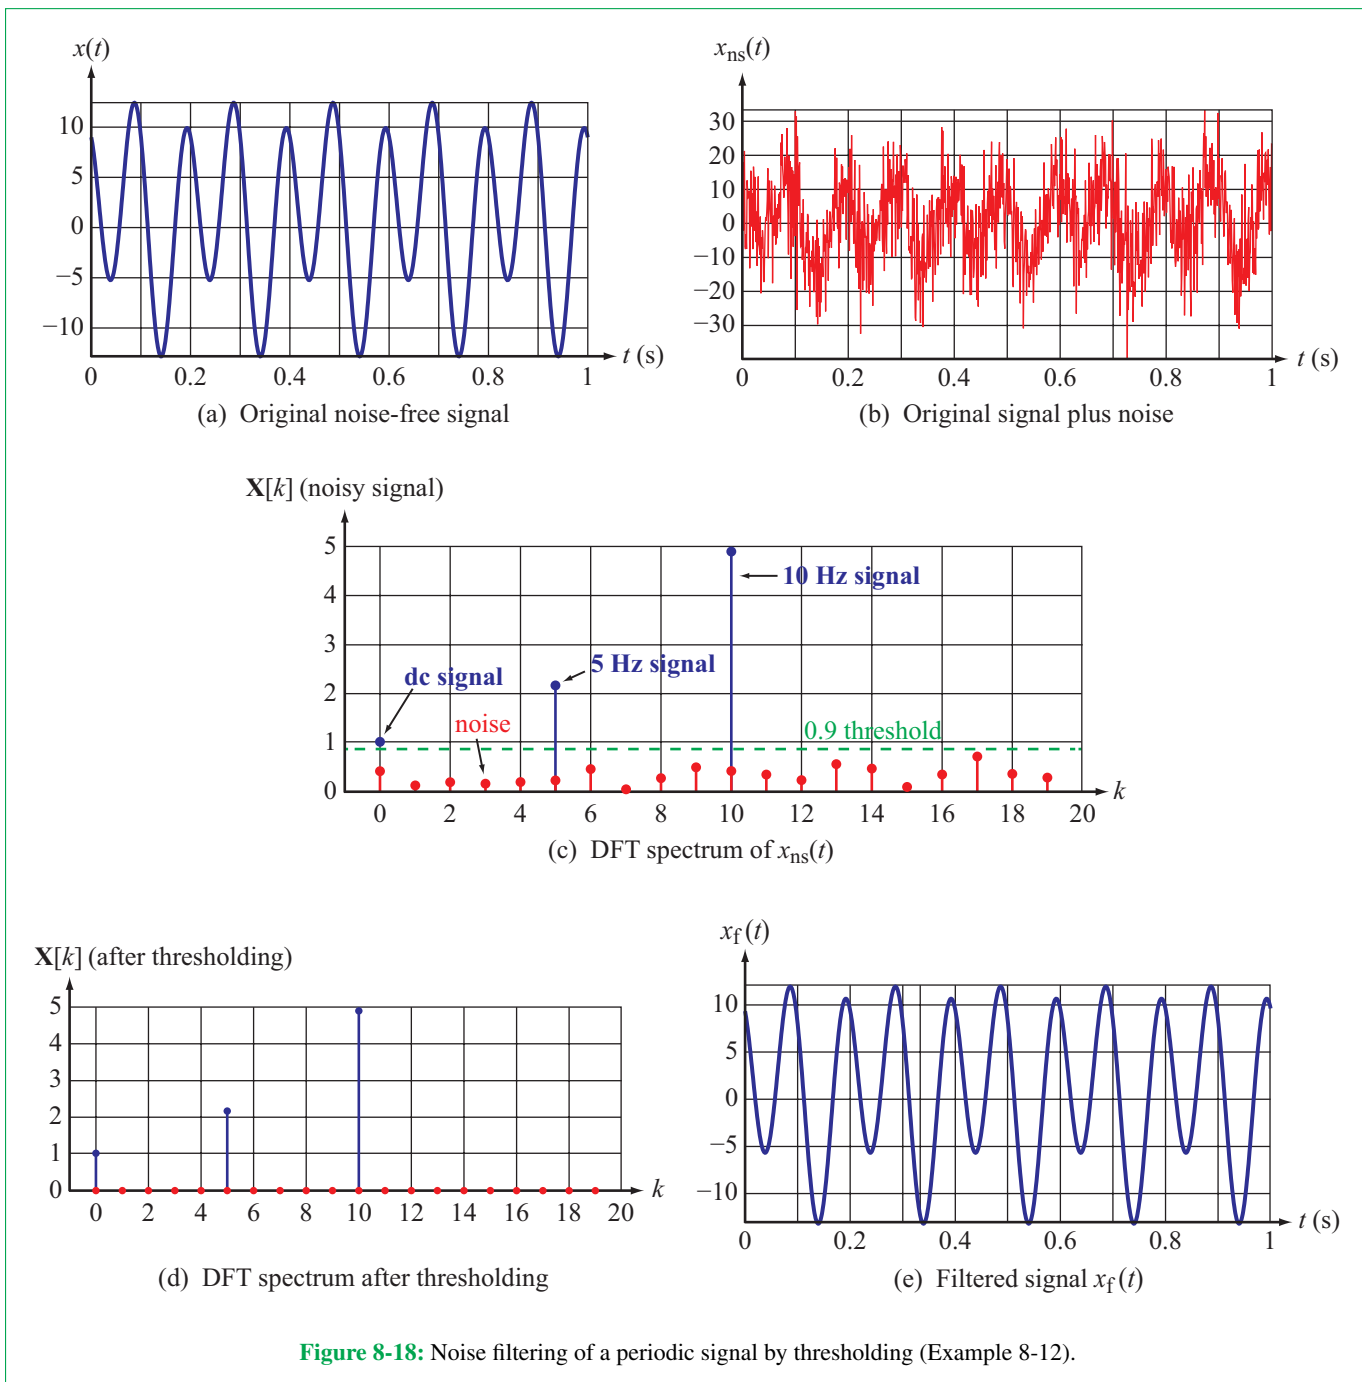 x(t)
10
5
0
−5
−10
0 0.2 0.4 0.6 0.8 1
t (s)
(a) Original noise-free signal
xns(t)
30
20
10
0
−10
−20
−30
0 0.2 0.4 0.6 0.8 1
t (s)
(b) Original signal plus noise
X[k] (noisy signal)
5
4
3
2
1
0
10 Hz signal
5 Hz signal
dc signal
noise
0.9 threshold
0 2 4 6 8 10 12 14 16 18 20
k
(c) DFT spectrum of xns(t)
X[k] (after thresholding)
5
4
3
2
1
0
0 2 4 6 8 10 12 14 16 18 20
k
(d) DFT spectrum after thresholding
xf(t)
10
5
0
−5
−10
0 0.2 0.4 0.6 0.8 1
t (s)
(e) Filtered signal xf(t)
Figure 8-18: Noise filtering of a periodic signal by thresholding (Example 8-12).